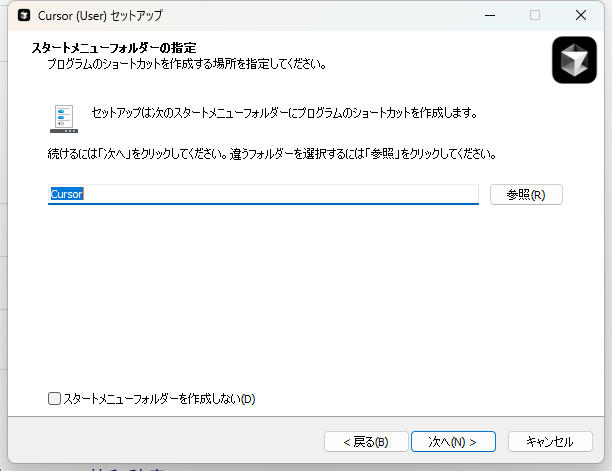 Cursor (User) セットアップ
スタートメニューフォルダーの指定
プログラムのショートカットを作成する場所を指定してください。
セットアップは次のスタートメニューフォルダーにプログラムのショートカットを作成します。
続けるには「次へ」をクリックしてください。違うフォルダーを選択するには「参照」をクリックしてください。
Cursor
参照(R)
スタートメニューフォルダーを作成しない(D)
< 戻る(B)
次へ(N) >
キャンセル